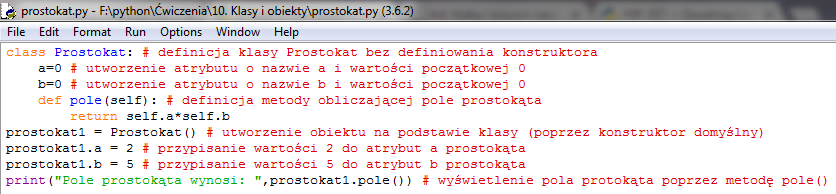 prostokat.py - F:\python\Ćwiczenia\10. Klasy i obiekty\prostokat.py (3.6.2)
File Edit Format Run Options Window Help
class Prostokat: # definicja klasy Prostokat bez definiowania konstruktora
    a=0 # utworzenie atrybutu o nazwie a i wartości początkowej 0
    b=0 # utworzenie atrybutu o nazwie b i wartości początkowej 0
    def pole(self): # definicja metody obliczającej pole prostokąta
        return self.a*self.b
prostokat1 = Prostokat() # utworzenie obiektu na podstawie klasy (poprzez konstruktor domyślny)
prostokat1.a = 2 # przypisanie wartości 2 do atrybut a prostokąta
prostokat1.b = 5 # przypisanie wartości 5 do atrybut b prostokąta
print("Pole prostokąta wynosi: ",prostokat1.pole()) # wyświetlenie pola protokąta poprzez metodę pole()